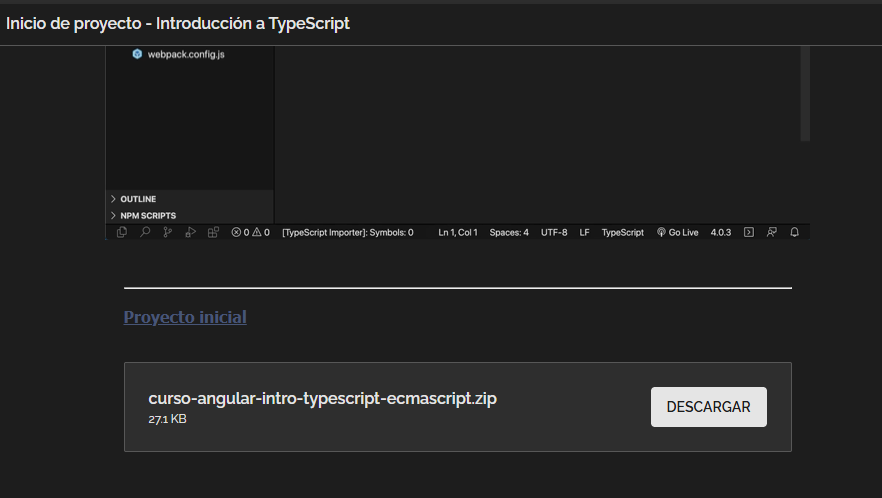 Inicio de proyecto - Introducción a TypeScript
webpack.config.js
OUTLINE
NPM SCRIPTS
0 0 [TypeScript Importer]: Symbols: 0 Ln 1, Col 1 Spaces: 4 UTF-8 LF TypeScript Go Live 4.0.3
Proyecto inicial
curso-angular-intro-typescript-ecmascript.zip
27.1 KB
DESCARGAR